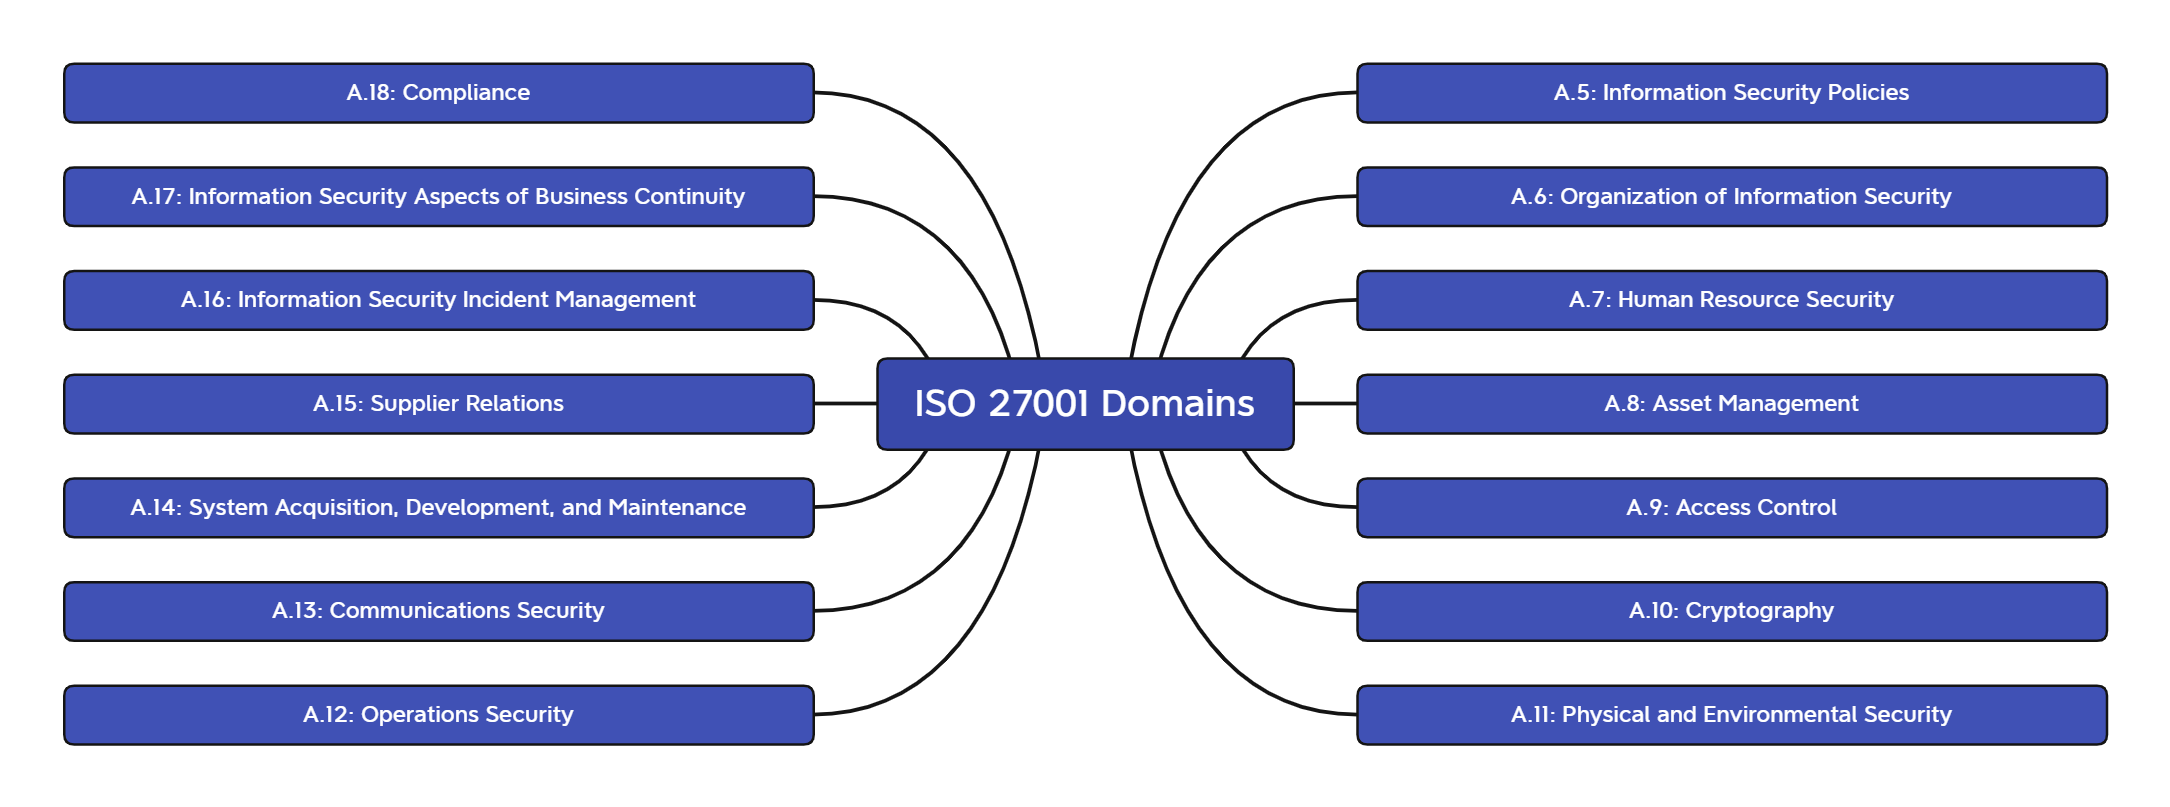 A.18: Compliance
A.17: Information Security Aspects of Business Continuity
A.16: Information Security Incident Management
A.15: Supplier Relations
A.14: System Acquisition, Development, and Maintenance
A.13: Communications Security
A.12: Operations Security
ISO 27001 Domains
A.5: Information Security Policies
A.6: Organization of Information Security
A.7: Human Resource Security
A.8: Asset Management
A.9: Access Control
A.10: Cryptography
A.11: Physical and Environmental Security